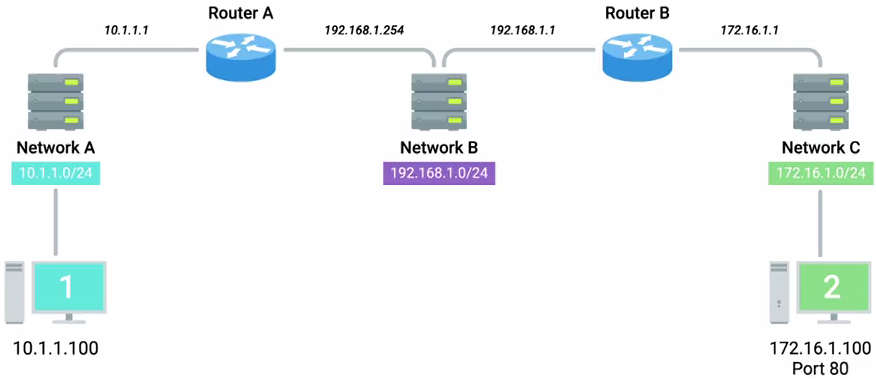 Router A
Router B
10.1.1.1
192.168.1.254
192.168.1.1
172.16.1.1
Network A
Network B
Network C
10.1.1.0/24
192.168.1.0/24
172.16.1.0/24
1
2
10.1.1.100
172.16.1.100
Port 80